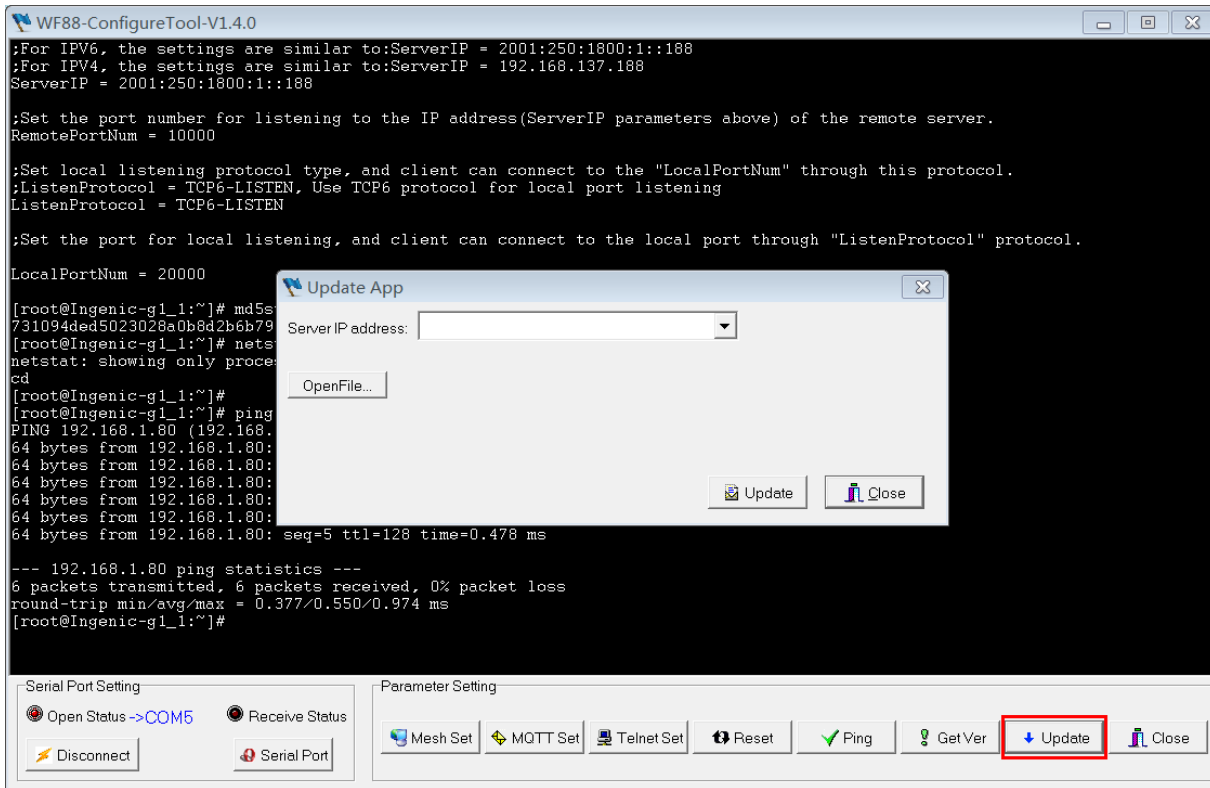 WF88-ConfigureTool-V1.4.0
;For IPV6, the settings are similar to:ServerIP = 2001:250:1800:1::188
;For IPV4, the settings are similar to:ServerIP = 192.168.137.188
ServerIP = 2001:250:1800:1::188
;Set the port number for listening to the IP address(ServerIP parameters above) of the remote server.
RemotePortNum = 10000
;Set local listening protocol type, and client can connect to the "LocalPortNum" through this protocol.
;ListenProtocol = TCP6-LISTEN, Use TCP6 protocol for local port listening
ListenProtocol = TCP6-LISTEN
;Set the port for local listening, and client can connect to the local port through "ListenProtocol" protocol.
LocalPortNum = 20000
[root@Ingenic-g1_1:~]# md5s
731094ded5023028a0b8d2b6b79
[root@Ingenic-g1_1:~]# nets
netstat: showing only proce
cd
[root@Ingenic-g1_1:~]#
[root@Ingenic-g1_1:~]# ping
PING 192.168.1.80 (192.168.
64 bytes from 192.168.1.80:
64 bytes from 192.168.1.80:
64 bytes from 192.168.1.80:
64 bytes from 192.168.1.80:
64 bytes from 192.168.1.80:
64 bytes from 192.168.1.80: seq=5 ttl=128 time=0.478 ms
--- 192.168.1.80 ping statistics ---
6 packets transmitted, 6 packets received, 0% packet loss
round-trip min/avg/max = 0.377/0.550/0.974 ms
[root@Ingenic-g1_1:~]#
Update App
Server IP address:
OpenFile...
Update Close
Serial Port Setting
Open Status ->COM5 Receive Status
Disconnect Serial Port
Parameter Setting
Mesh Set MQTT Set Telnet Set Reset Ping Get Ver Update Close